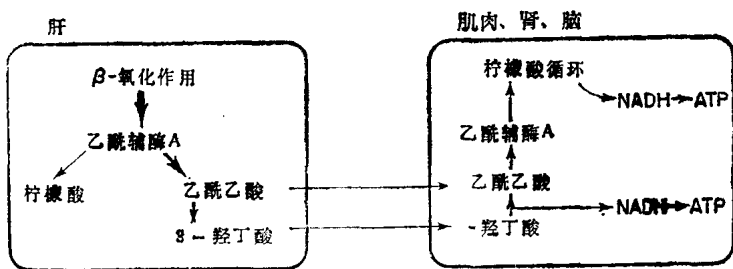 肝
β-氧化作用
乙酰辅酶A
柠檬酸
乙酰乙酸
8-羟丁酸
肌肉、肾、脑
柠檬酸循环
NADH→ATP
乙酰辅酶A
乙酰乙酸
NADH→ATP
-羟丁酸